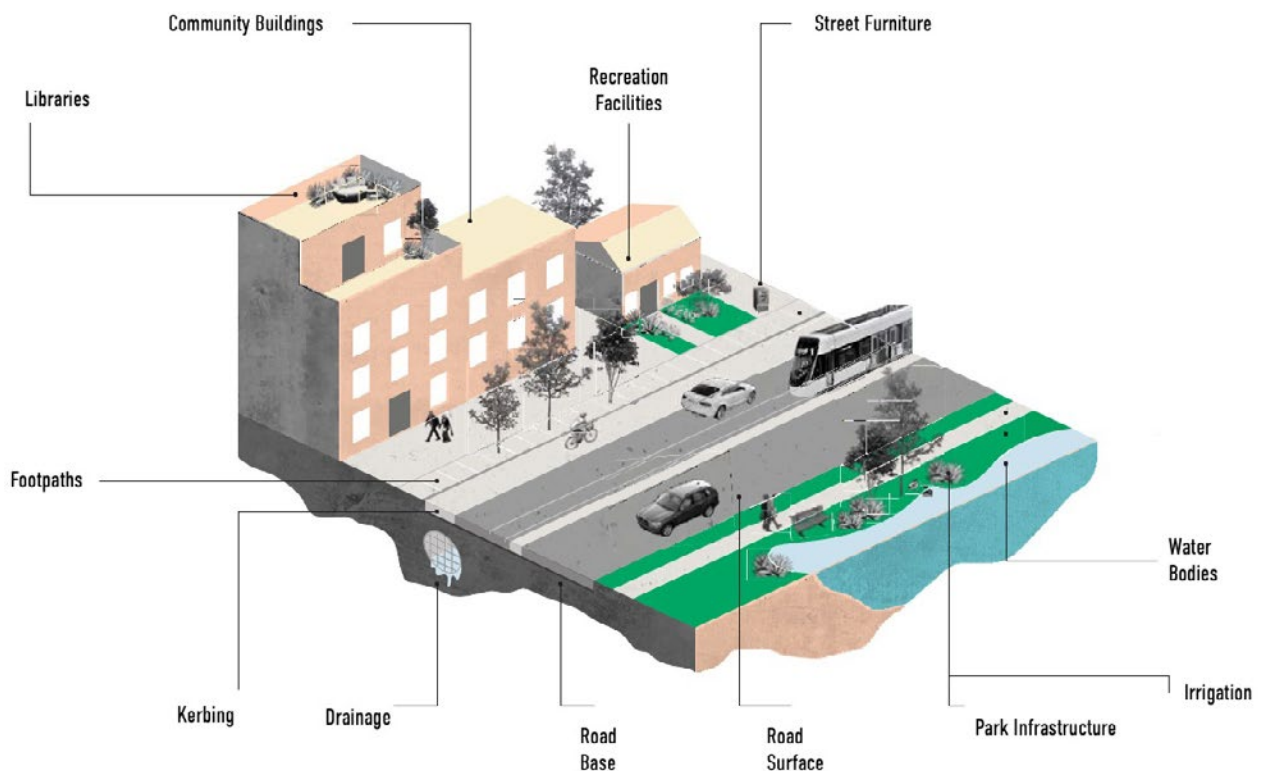 Community Buildings
Street Furniture
Recreation
Facilities
Libraries
Footpaths
Water
Bodies
Irrigation
Kerbing
Drainage
Road
Base
Road
Surface
Park Infrastructure